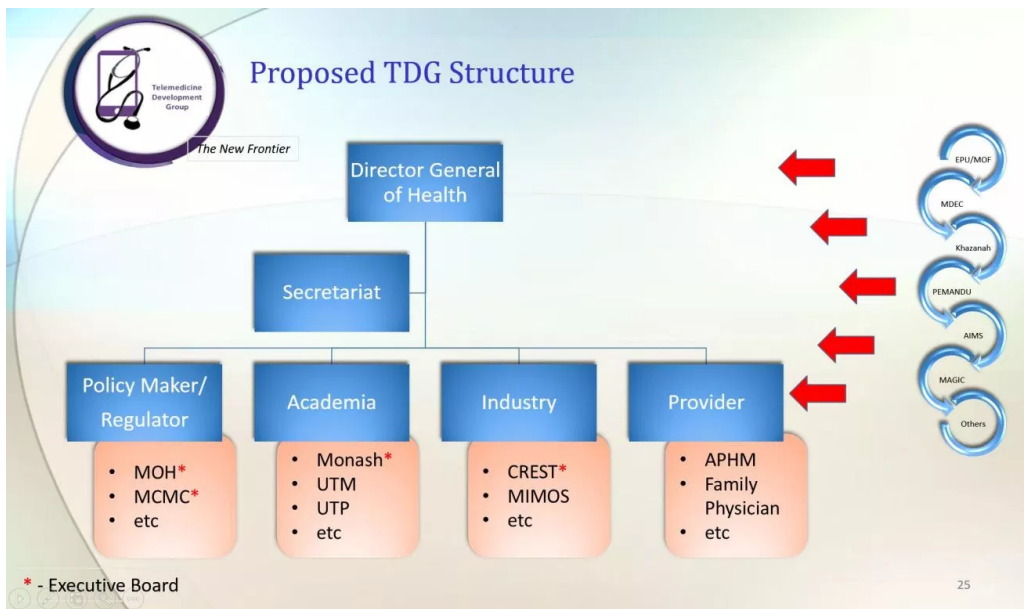 Telemedicine
Development
Group
The New Frontier
Proposed TDG Structure
Director General
of Health
Secretariat
Policy Maker/
Regulator
• MOH*
• MCMC*
• etc
Academia
• Monash*
• UTM
• UTP
• etc
Industry
• CREST*
• MIMOS
• etc
Provider
• APHM
• Family
Physician
• etc
EPU/MOF
MDEC
Khazanah
PEMANDU
AIMS
MAGIC
Others
* - Executive Board
25